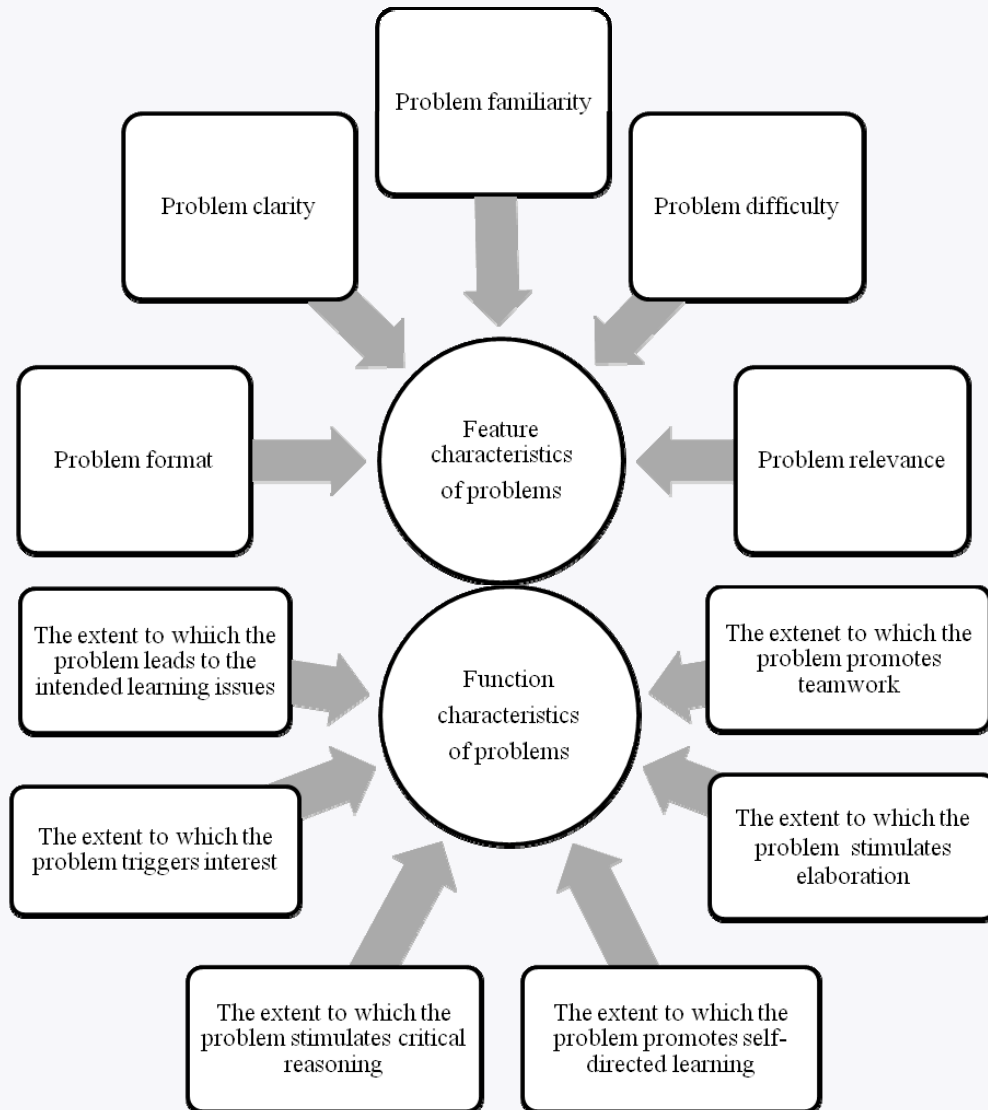 Problem familiarity
Problem clarity
Problem difficulty
Problem format
Feature
characteristics
of problems
Problem relevance
The extent to whiich the
problem leads to the
intended learning issues
Function
characteristics
of problems
The extenet to which the
problem promotes
teamwork
The extent to which the
problem triggers interest
The extent to which the
problem stimulates
elaboration
The extent to which the
problem stimulates critical
reasoning
The extent to which the
problem promotes self-
directed learning